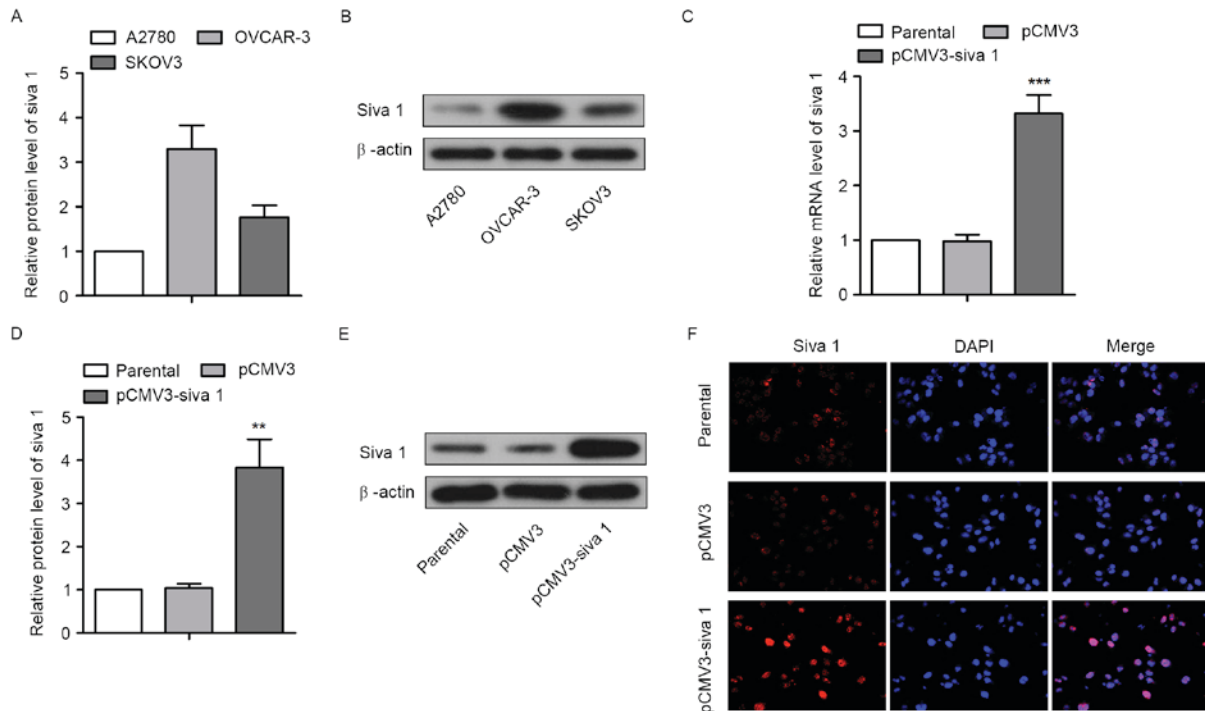 A
A2780 OVCAR-3
SKOV3
Relative protein level of siva 1
5
4
3
2
1
0
B
Siva 1
β -actin
A2780
OVCAR-3
SKOV3
C
Parental pCMV3
pCMV3-siva 1
Relative mRNA level of siva 1
4
3
2
1
0
***
D
Parental pCMV3
pCMV3-siva 1
Relative protein level of siva 1
5
4
3
2
1
0
**
E
Siva 1
β -actin
Parental
pCMV3
pCMV3-siva 1
F
Siva 1 DAPI Merge
Parental
pCMV3
pCMV3-siva 1